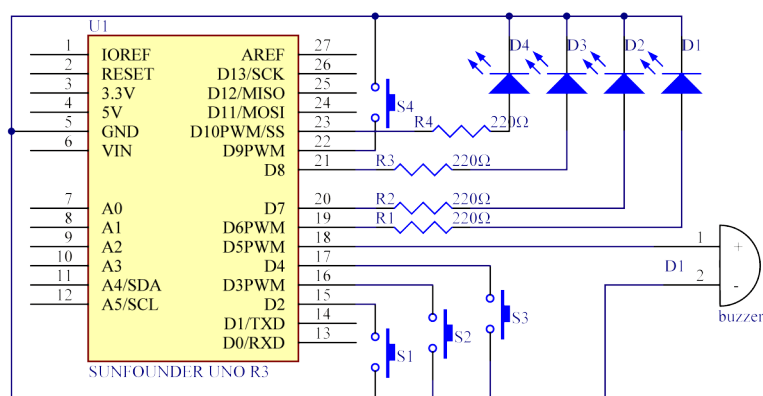 U1
1 IOREF AREF 27
2 RESET D13/SCK 26
3 3.3V D12/MISO 25
4 5V D11/MOSI 24
5 GND D10PWM/SS 23
6 VIN D9PWM 22
D8 21
7 A0 D7 20
8 A1 D6PWM 19
9 A2 D5PWM 18
10 A3 D4 17
11 A4/SDA D3PWM 16
12 A5/SCL D2 15
D1/TXD 14
D0/RXD 13
SUNFOUNDER UNO R3
D4 D3 D2 D1
S4
R4 220Ω
R3 220Ω
R2 220Ω
R1 220Ω
1 +
D1 2 -
buzzer
S3
S2
S1